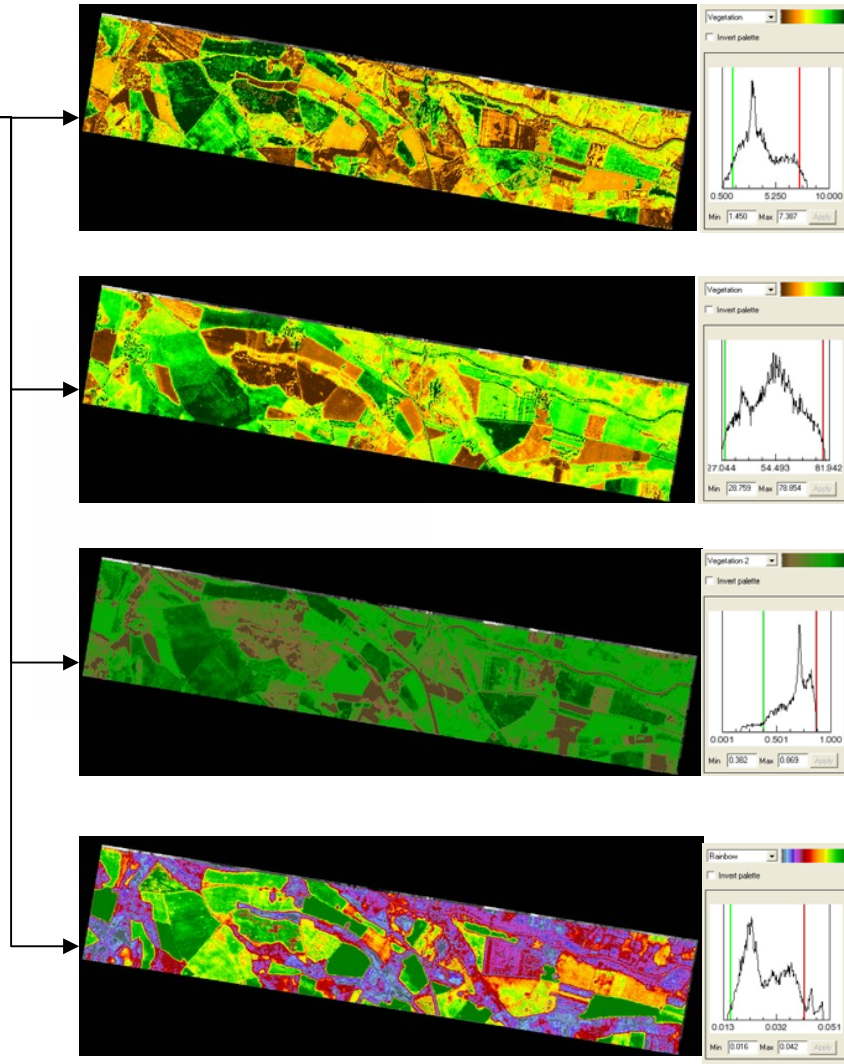 Vegetation
Invert palette
0.500 5.250 10.000
Min 1.450 Max 7.387 Apply
Vegetation
Invert palette
27.044 54.493 81.942
Min 28.759 Max 78.854 Apply
Vegetation 2
Invert palette
0.001 0.501 1.000
Min 0.382 Max 0.869 Apply
Rainbow
Invert palette
0.013 0.032 0.051
Min 0.016 Max 0.042 Apply